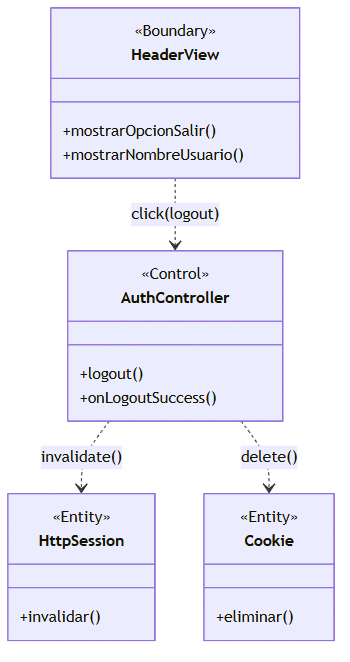 «Boundary»
HeaderView
+mostrarOpcionSalir()
+mostrarNombreUsuario()
click(logout)
«Control»
AuthController
+logout()
+onLogoutSuccess()
invalidate()
delete()
«Entity»
HttpSession
+invalidar()
«Entity»
Cookie
+eliminar()